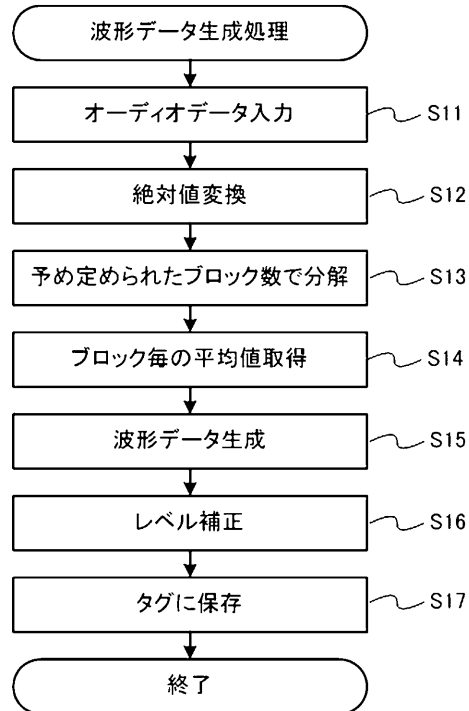 波形データ生成処理
オーディオデータ入力
S11
絶対値変換
S12
予め定められたブロック数で分解
S13
ブロック毎の平均値取得
S14
波形データ生成
S15
レベル補正
S16
タグに保存
S17
終了